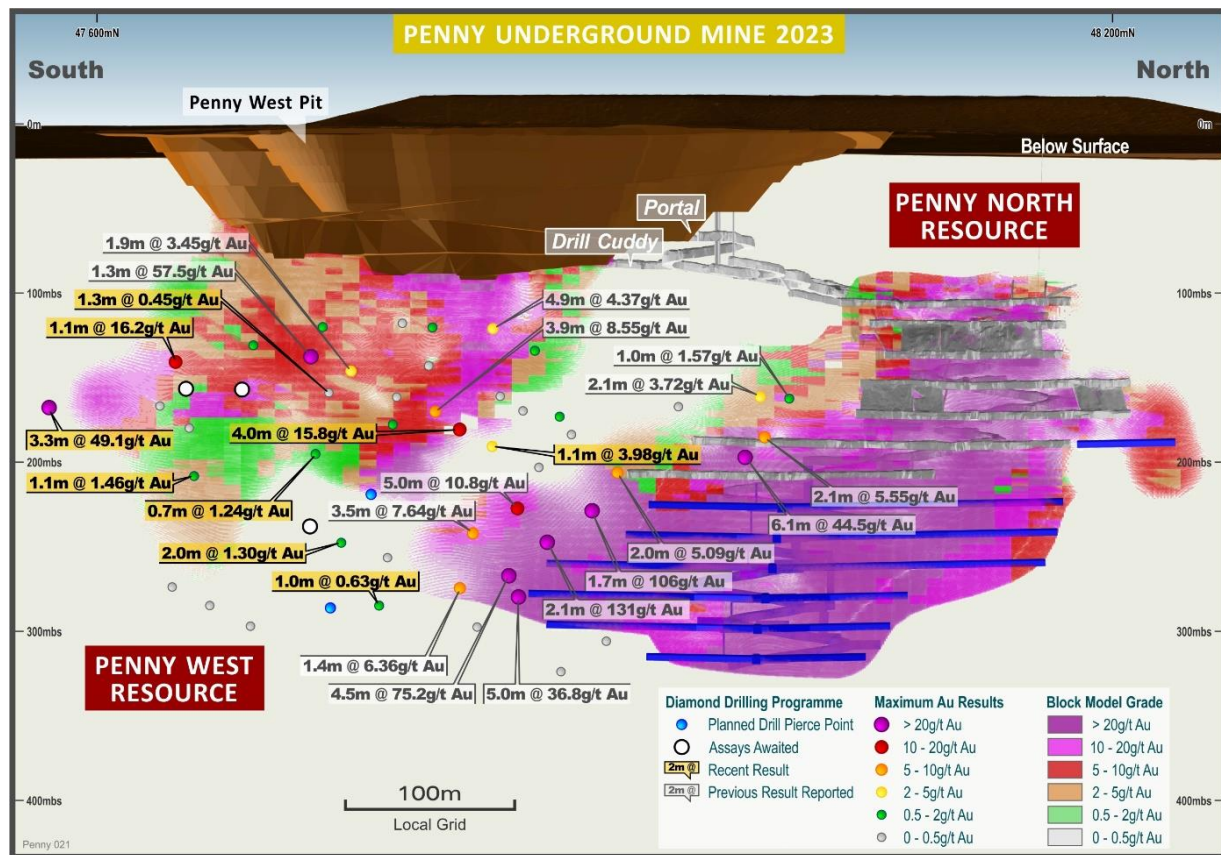 47 600mN
PENNY UNDERGROUND MINE 2023
48 200mN
South
North
Penny West Pit
0m
0m
Below Surface
Portal
PENNY NORTH
RESOURCE
Drill Cuddy
1.9m @ 3.45g/t Au
1.3m @ 57.5g/t Au
1.3m @ 0.45g/t Au
1.1m @ 16.2g/t Au
100mbs
100mbs
4.9m @ 4.37g/t Au
3.9m @ 8.55g/t Au
1.0m @ 1.57g/t Au
2.1m @ 3.72g/t Au
3.3m @ 49.1g/t Au
4.0m @ 15.8g/t Au
1.1m @ 3.98g/t Au
200mbs
200mbs
1.1m @ 1.46g/t Au
0.7m @ 1.24g/t Au
5.0m @ 10.8g/t Au
3.5m @ 7.64g/t Au
2.1m @ 5.55g/t Au
6.1m @ 44.5g/t Au
2.0m @ 5.09g/t Au
2.0m @ 1.30g/t Au
1.0m @ 0.63g/t Au
1.7m @ 106g/t Au
2.1m @ 131g/t Au
300mbs
300mbs
PENNY WEST
RESOURCE
1.4m @ 6.36g/t Au
4.5m @ 75.2g/t Au
5.0m @ 36.8g/t Au
Diamond Drilling Programme
Planned Drill Pierce Point
Assays Awaited
2m @
Recent Result
2m @
Previous Result Reported
Maximum Au Results
> 20g/t Au
10 - 20g/t Au
5 - 10g/t Au
2 - 5g/t Au
0.5 - 2g/t Au
0 - 0.5g/t Au
Block Model Grade
> 20g/t Au
10 - 20g/t Au
5 - 10g/t Au
2 - 5g/t Au
0.5 - 2g/t Au
0 - 0.5g/t Au
400mbs
400mbs
100m
Local Grid
Penny 021